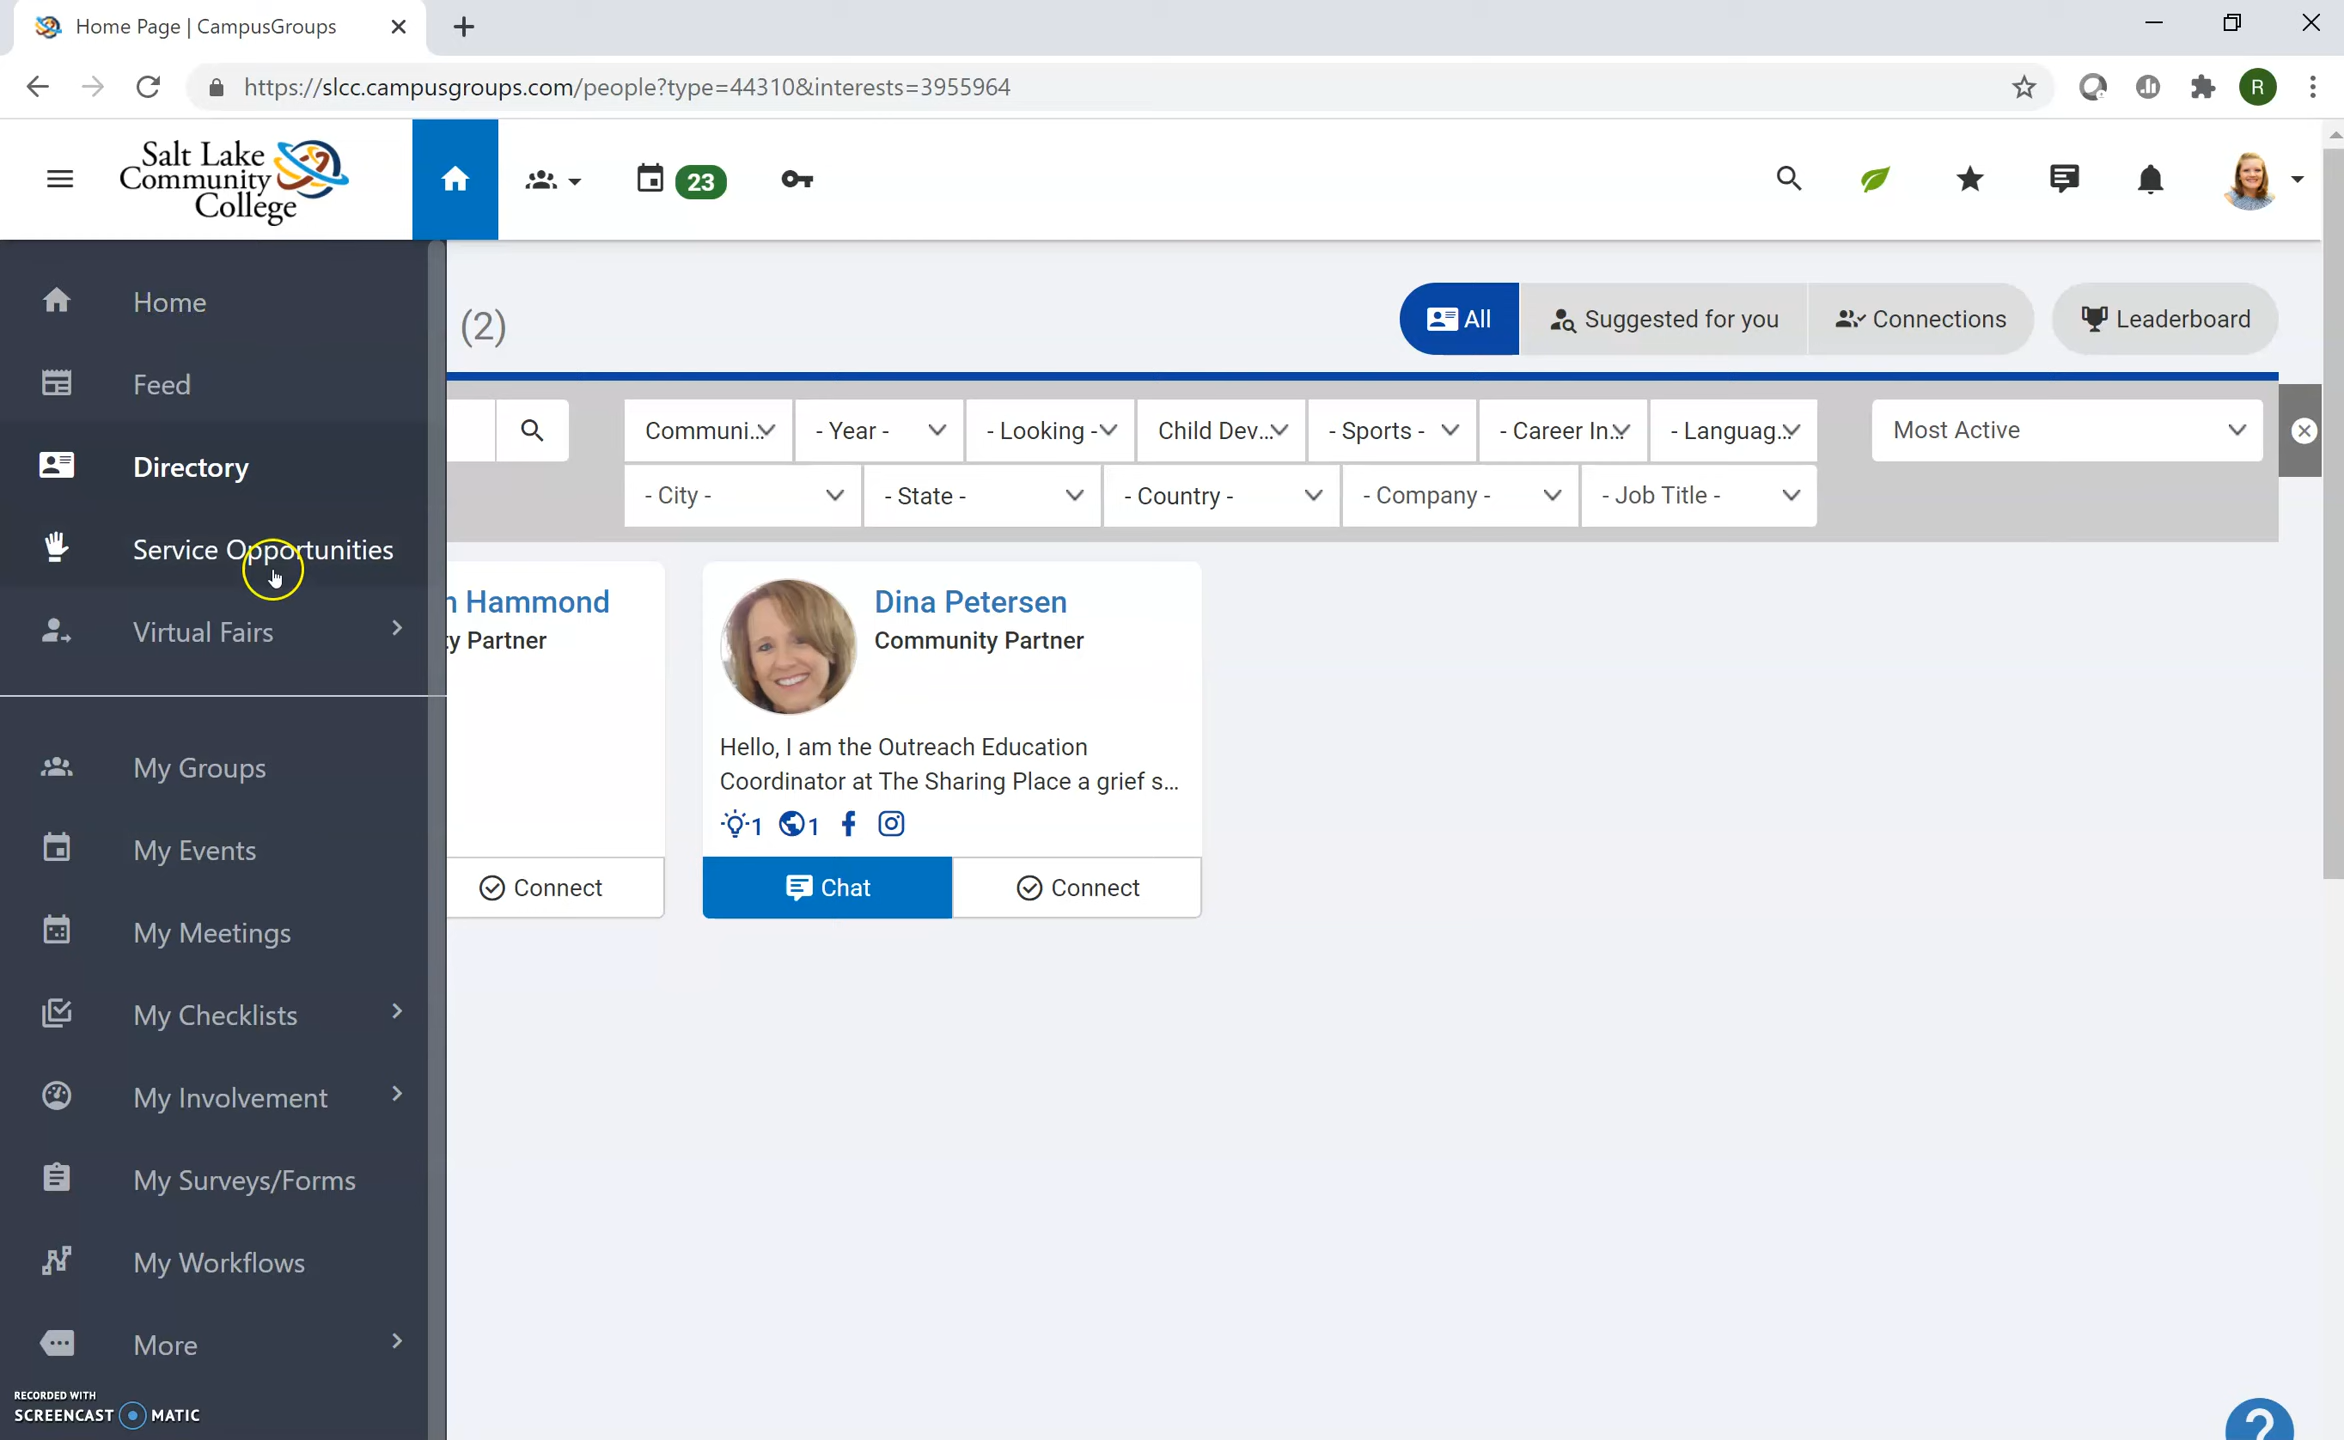 Home Page | CampusGroups
https://slcc.campusgroups.com/people?type=44310&interests=3955964
R
Salt Lake
Community
College
23
Home
Feed
Directory
Service Opportunities
Virtual Fairs
My Groups
My Events
My Meetings
My Checklists
My Involvement
My Surveys/Forms
My Workflows
More
RECORDED WITH
SCREENCAST MATIC
(2)
All
Suggested for you
Connections
Leaderboard
Communi...
- Year -
- Looking -
Child Dev...
- Sports -
- Career In...
- Languag...
Most Active
- City -
- State -
- Country -
- Company -
- Job Title -
Hammond
Partner
Connect
Dina Petersen
Community Partner
Hello, I am the Outreach Education
Coordinator at The Sharing Place a grief s...
1 1
Chat
Connect
?